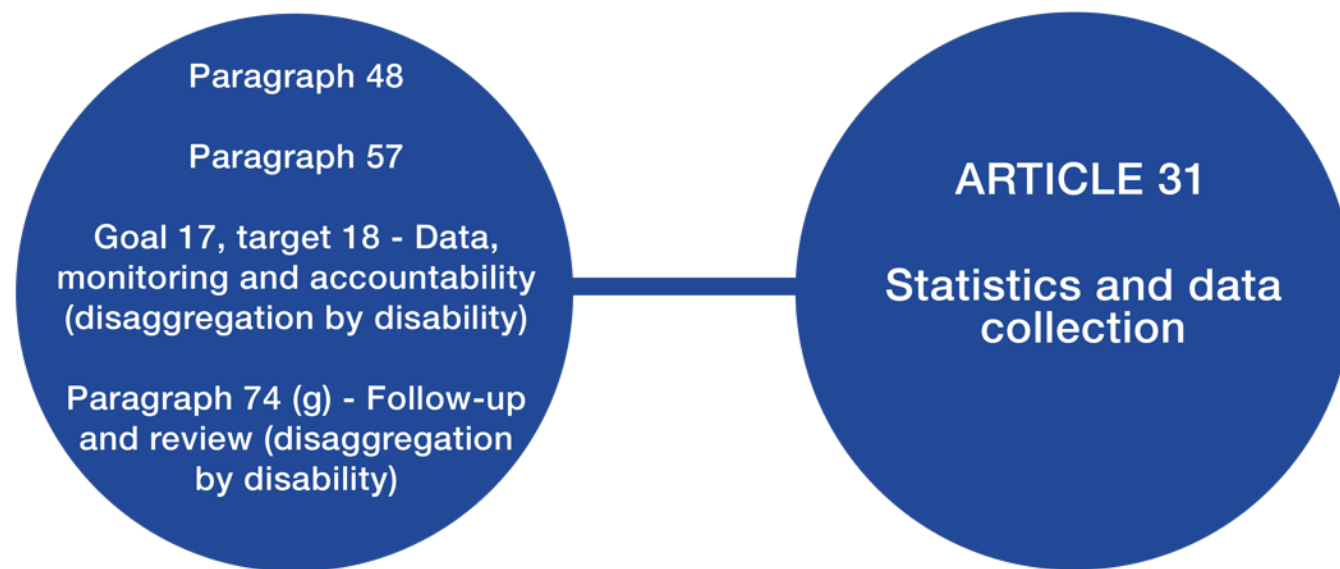 Paragraph 48
Paragraph 57
Goal 17, target 18 - Data,
monitoring and accountability
(disaggregation by disability)
Paragraph 74 (g) - Follow-up
and review (disaggregation
by disability)
ARTICLE 31
Statistics and data
collection